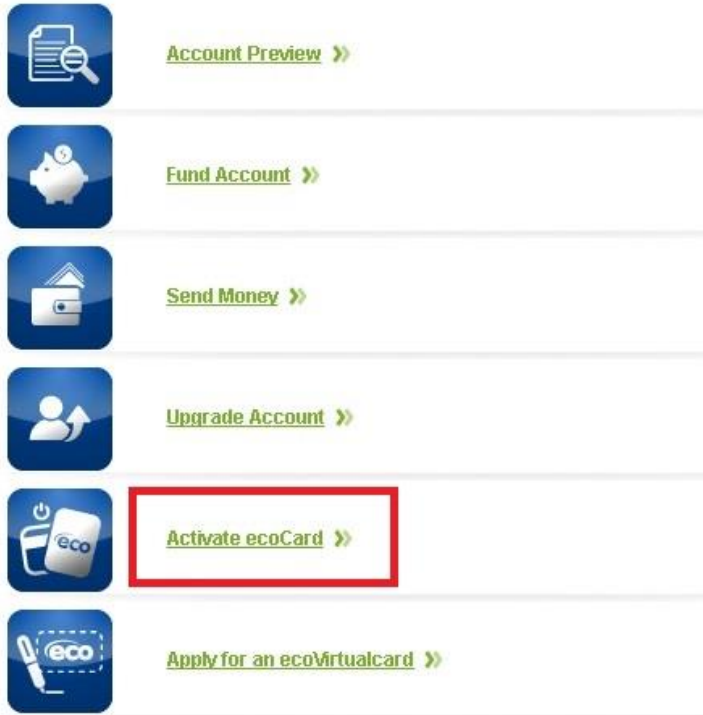 Account Preview »
Fund Account »
Send Money »
Upgrade Account »
eco
Activate ecoCard »
eco
Apply for an ecoVirtualcard »